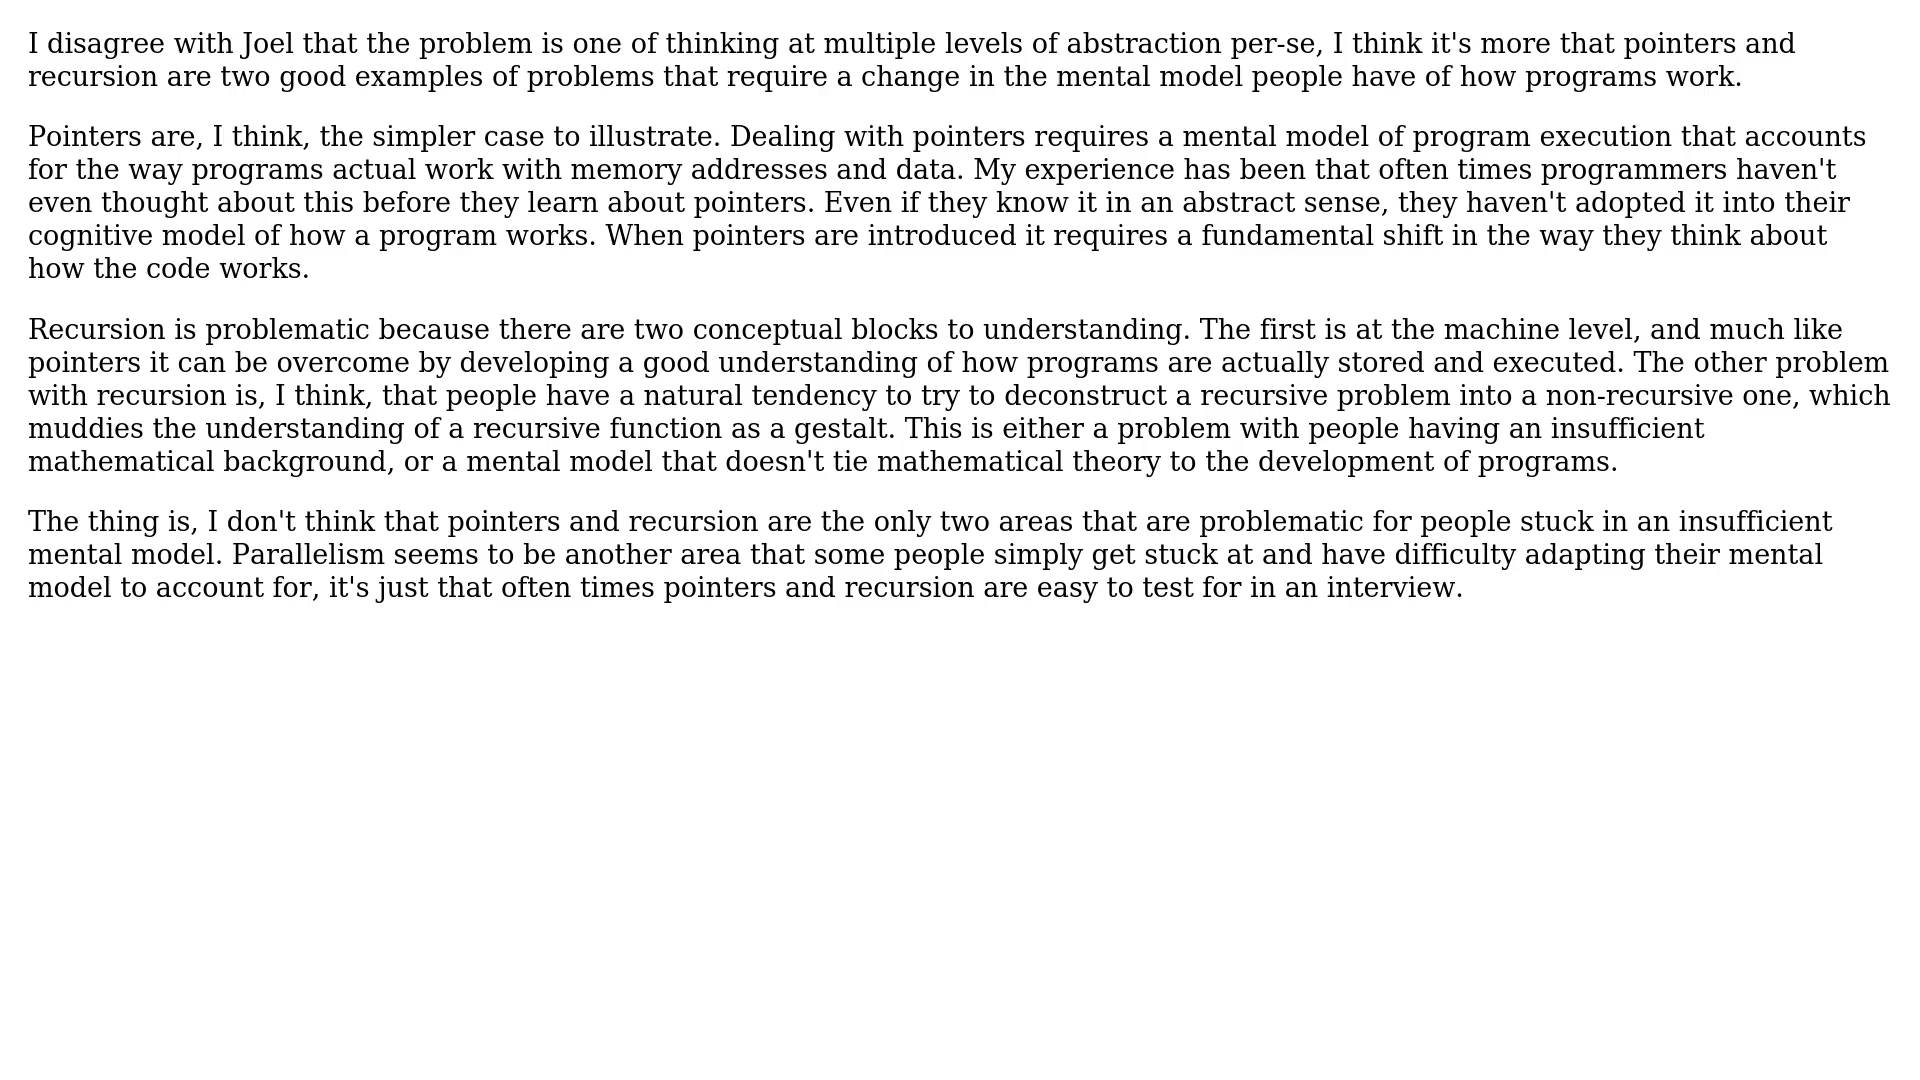 I disagree with Joel that the problem is one of thinking at multiple levels of abstraction per-se, I think it's more that pointers and
recursion are two good examples of problems that require a change in the mental model people have of how programs work.
Pointers are, I think, the simpler case to illustrate. Dealing with pointers requires a mental model of program execution that accounts
for the way programs actual work with memory addresses and data. My experience has been that often times programmers haven't
even thought about this before they learn about pointers. Even if they know it in an abstract sense, they haven't adopted it into their
cognitive model of how a program works. When pointers are introduced it requires a fundamental shift in the way they think about
how the code works.
Recursion is problematic because there are two conceptual blocks to understanding. The first is at the machine level, and much like
pointers it can be overcome by developing a good understanding of how programs are actually stored and executed. The other problem
with recursion is, I think, that people have a natural tendency to try to deconstruct a recursive problem into a non-recursive one, which
muddies the understanding of a recursive function as a gestalt. This is either a problem with people having an insufficient
mathematical background, or a mental model that doesn't tie mathematical theory to the development of programs.
The thing is, I don't think that pointers and recursion are the only two areas that are problematic for people stuck in an insufficient
mental model. Parallelism seems to be another area that some people simply get stuck at and have difficulty adapting their mental
model to account for, it's just that often times pointers and recursion are easy to test for in an interview.